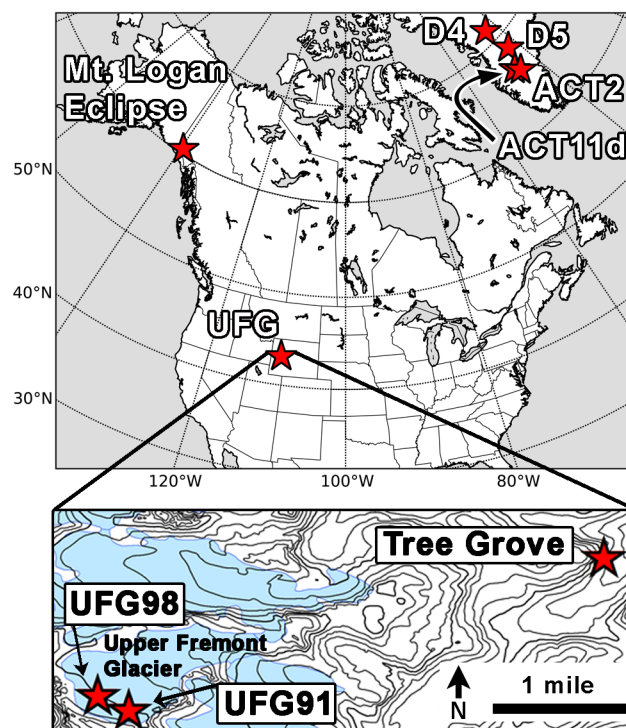 D4
D5
Mt. Logan
Eclipse
ACT2
ACT11d
50°N
40°N
UFG
30°N
120°W
100°W
80°W
Tree Grove
UFG98
Upper Fremont
Glacier
UFG91
N
1 mile